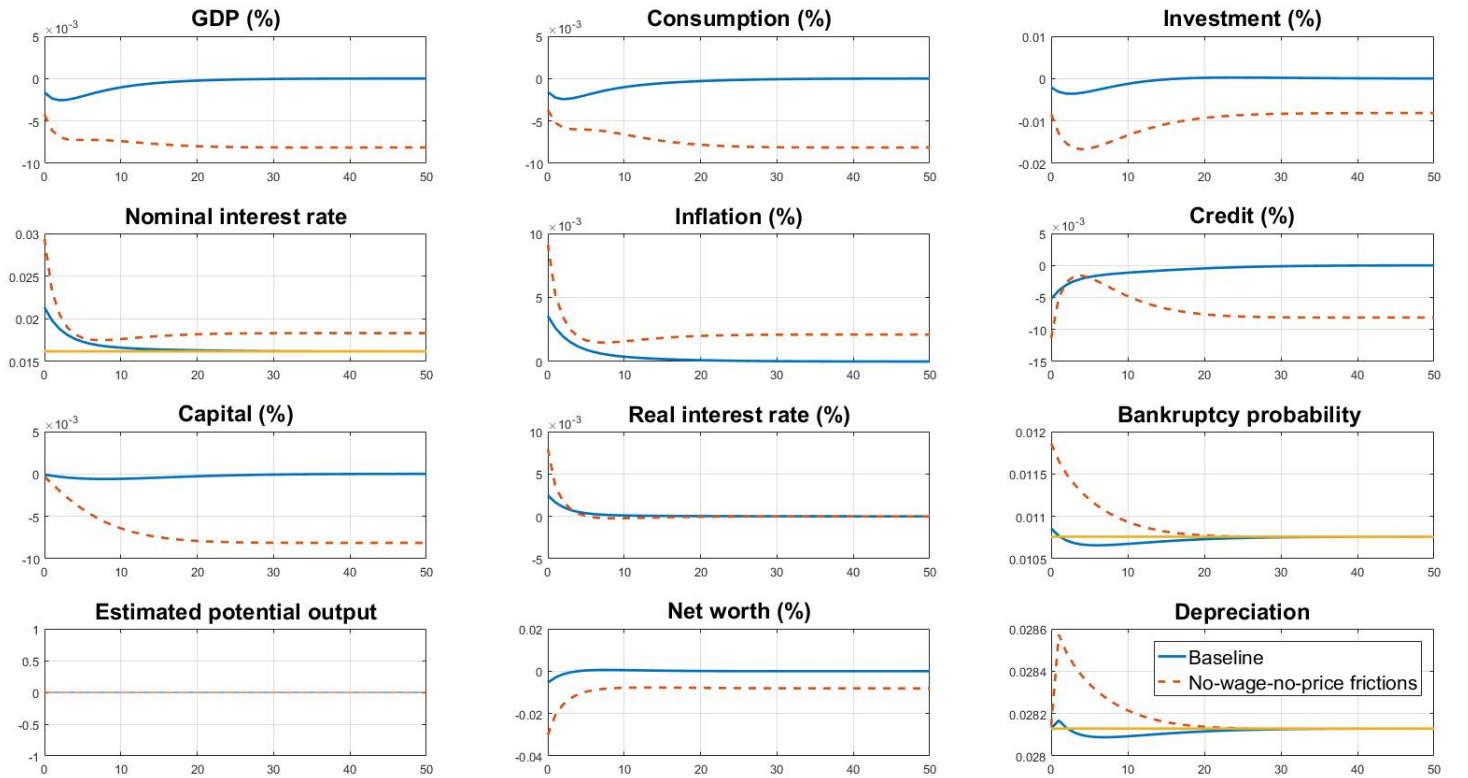 GDP (%) Consumption (%) Investment (%)
5 ×10-3 5 ×10-3 0.01
0 0 0
-5 -5 -0.01
-10 -10 -0.02
0 10 20 30 40 50 0 10 20 30 40 50 0 10 20 30 40 50
Nominal interest rate Inflation (%) Credit (%)
0.03 10 ×10-3 5 ×10-3
0.025 0
0.02 5 -5
-10
0.015 0 -15
0 10 20 30 40 50 0 10 20 30 40 50 0 10 20 30 40 50
Capital (%) Real interest rate (%) Bankruptcy probability
5 ×10-3 10 ×10-3 0.012
0 5 0.0115
-5 0 0.011
-10 -5 0.0105
0 10 20 30 40 50 0 10 20 30 40 50 0 10 20 30 40 50
Estimated potential output Net worth (%) Depreciation
1 0.02 0.0286
0.5 0 0.0284
0 -0.02 0.0282
-0.5
-1 -0.04 0.028
0 10 20 30 40 50 0 10 20 30 40 50 0 10 20 30 40 50
Baseline
No-wage-no-price frictions